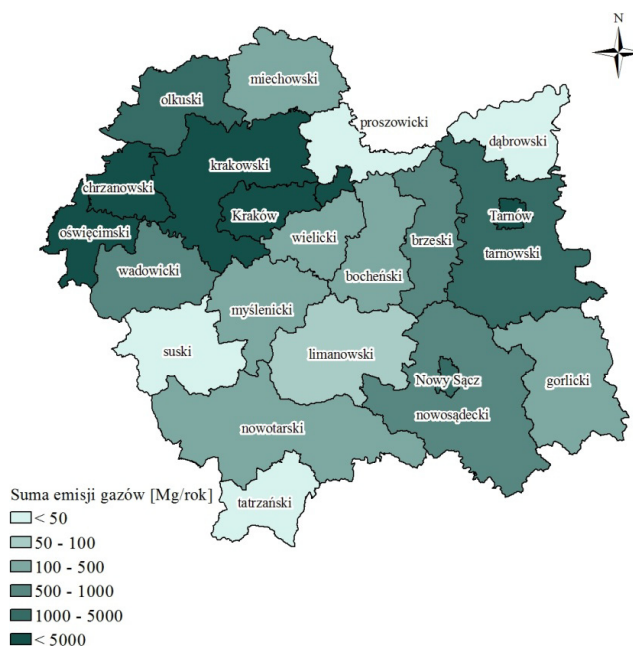 N
miechowski
olkuski
proszowicki
dąbrowski
krakowski
chrzanowski
Kraków
Tarnów
oświęcimski
wielicki
brzeski
tarnowski
wadowicki
bocheński
myślenicki
suski
limanowski
Nowy Sącz
gorlicki
nowosądecki
nowotarski
Suma emisji gazów [Mg/rok]
tatrzański
< 50
50 - 100
100 - 500
500 - 1000
1000 - 5000
< 5000